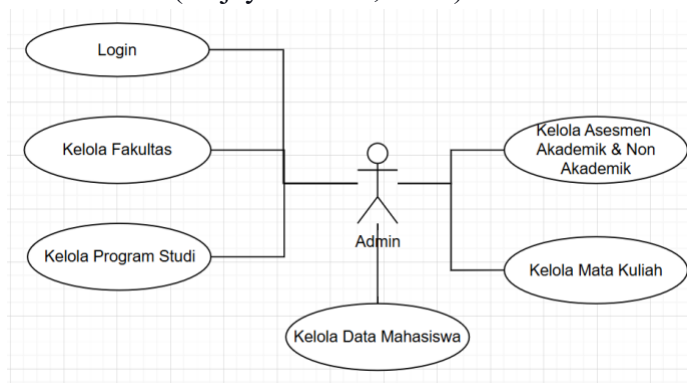 Login
Kelola Fakultas
Kelola Program Studi
Admin
Kelola Asesmen
Akademik & Non
Akademik
Kelola Mata Kuliah
Kelola Data Mahasiswa